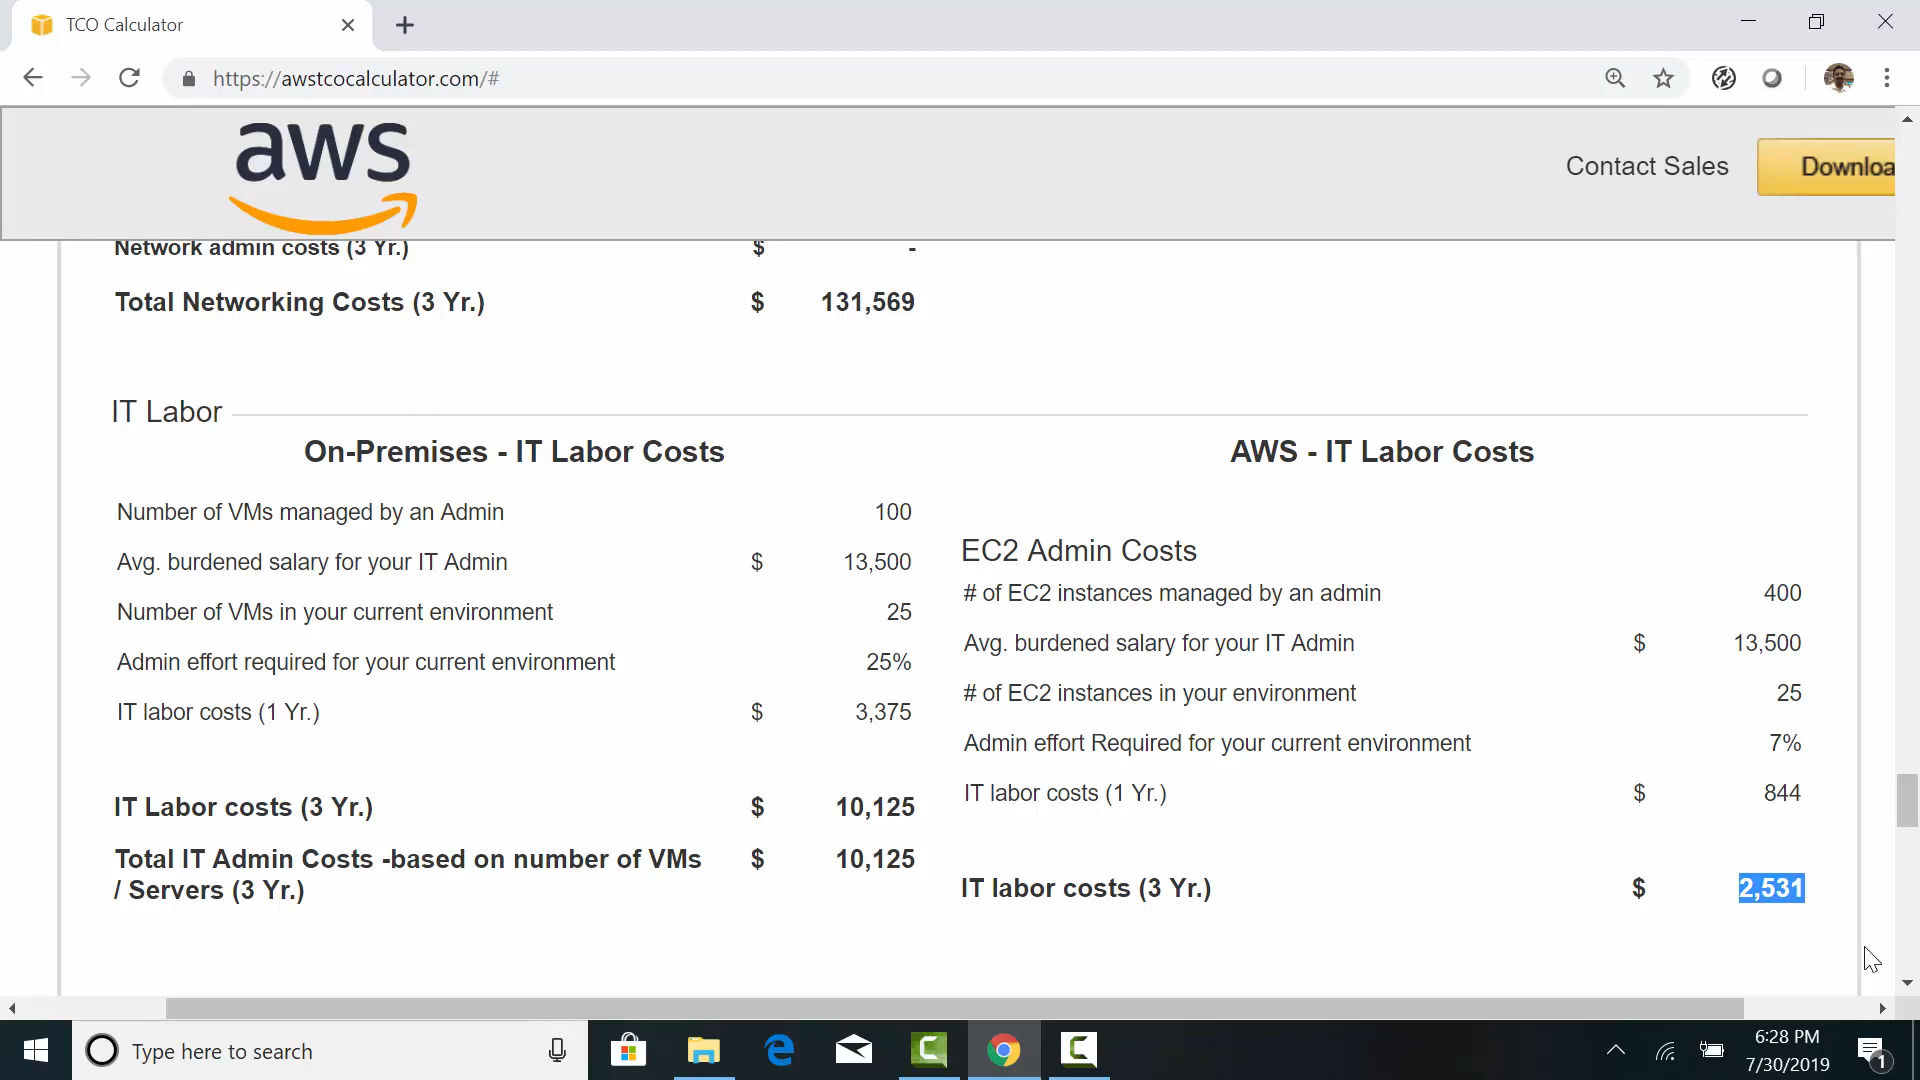 TCO Calculator
https://awstcocalculator.com/#
aws
Contact Sales
Downloa
Network admin costs (3 Yr.) $ -
Total Networking Costs (3 Yr.) $ 131,569
IT Labor
On-Premises - IT Labor Costs
Number of VMs managed by an Admin 100
Avg. burdened salary for your IT Admin $ 13,500
Number of VMs in your current environment 25
Admin effort required for your current environment 25%
IT labor costs (1 Yr.) $ 3,375
IT Labor costs (3 Yr.) $ 10,125
Total IT Admin Costs -based on number of VMs $ 10,125
/ Servers (3 Yr.)
AWS - IT Labor Costs
EC2 Admin Costs
# of EC2 instances managed by an admin 400
Avg. burdened salary for your IT Admin $ 13,500
# of EC2 instances in your environment 25
Admin effort Required for your current environment 7%
IT labor costs (1 Yr.) $ 844
IT labor costs (3 Yr.) $ 2,531
Type here to search
6:28 PM
7/30/2019
1